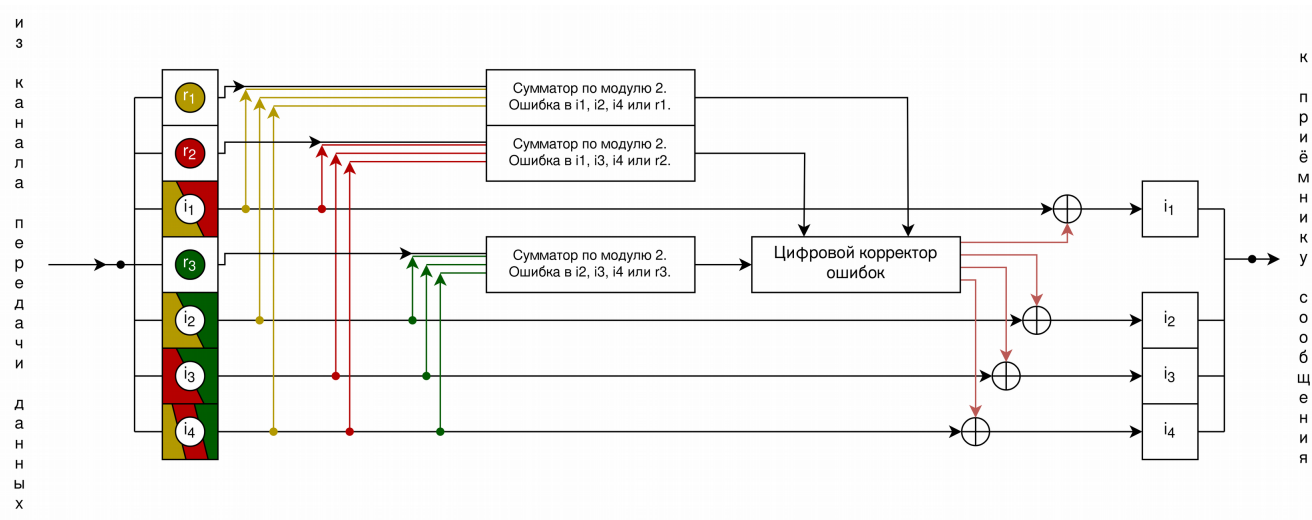 из канала передачи данных
r1
Сумматор по модулю 2.
Ошибка в i1, i2, i4 или r1.
r2
Сумматор по модулю 2.
Ошибка в i1, i3, i4 или r2.
i1
i1
r3
Сумматор по модулю 2.
Ошибка в i2, i3, i4 или r3.
Цифровой корректор
ошибок
i2
i2
i3
i3
i4
i4
к приёмнику сообщения